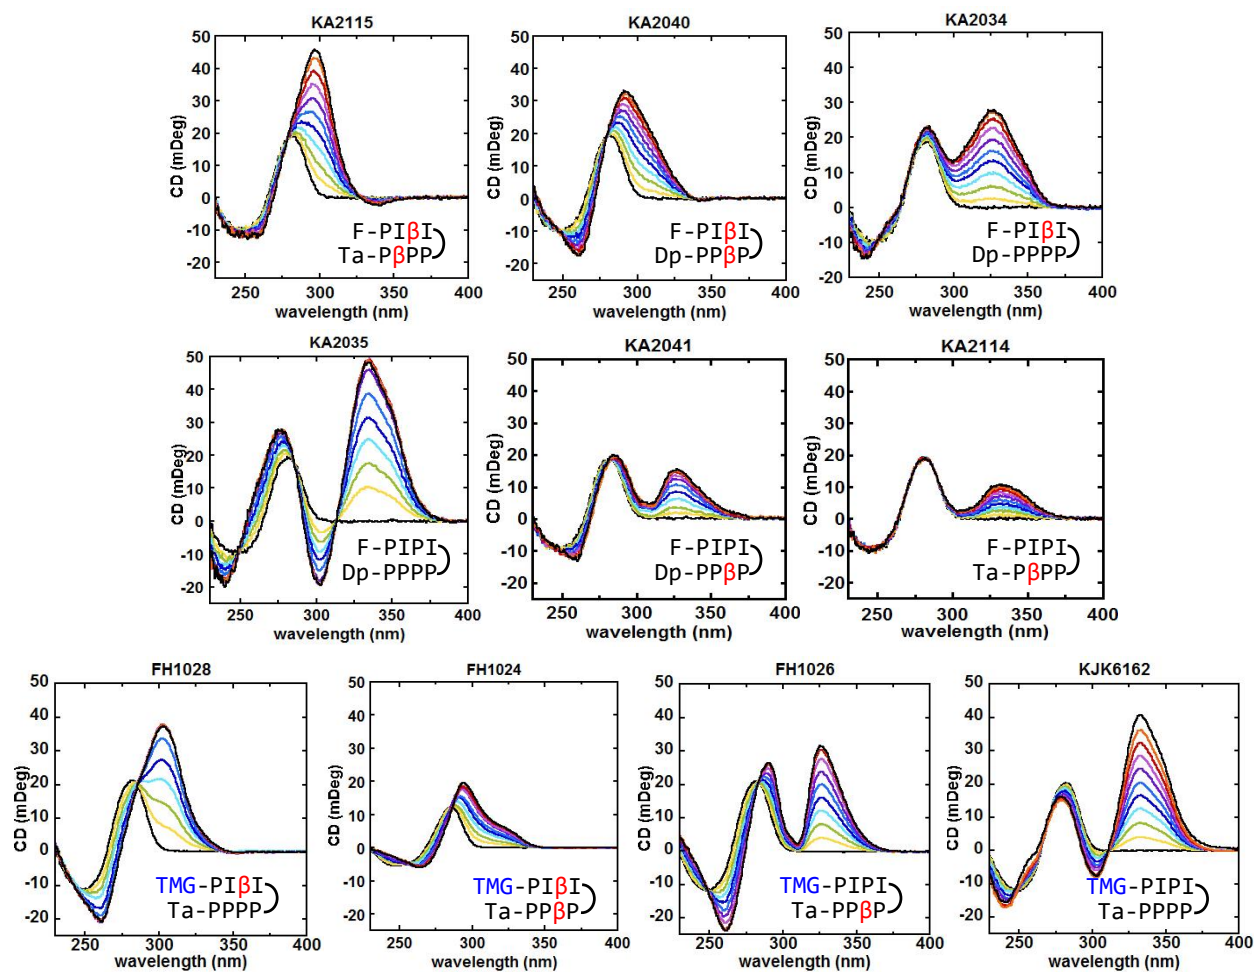 KA2115
KA2040
KA2034
50
40
30
20
10
0
-10
-20
CD (mDeg)
F-PIβI
Ta-PβPP
250
300
350
400
wavelength (nm)
50
40
30
20
10
0
-10
-20
CD (mDeg)
F-PIβI
Dp-PPβP
250
300
350
400
wavelength (nm)
50
40
30
20
10
0
-10
-20
CD (mDeg)
F-PIβI
Dp-PPPP
250
300
350
400
wavelength (nm)
KA2035
KA2041
KA2114
50
40
30
20
10
0
-10
-20
CD (mDeg)
F-PIPI
Dp-PPPP
250
300
350
400
wavelength (nm)
50
40
30
20
10
0
-10
-20
CD (mDeg)
F-PIPI
Dp-PPβP
250
300
350
400
wavelength (nm)
50
40
30
20
10
0
-10
-20
CD (mDeg)
F-PIPI
Ta-PβPP
250
300
350
400
wavelength (nm)
FH1028
FH1024
FH1026
KJK6162
50
40
30
20
10
0
-10
-20
CD (mDeg)
TMG-PIβI
Ta-PPPP
250
300
350
400
wavelength (nm)
50
40
30
20
10
0
-10
-20
CD (mDeg)
TMG-PIβI
Ta-PPβP
250
300
350
400
wavelength (nm)
50
40
30
20
10
0
-10
-20
CD (mDeg)
TMG-PIPI
Ta-PPβP
250
300
350
400
wavelength (nm)
50
40
30
20
10
0
-10
-20
CD (mDeg)
TMG-PIPI
Ta-PPPP
250
300
350
400
wavelength (nm)